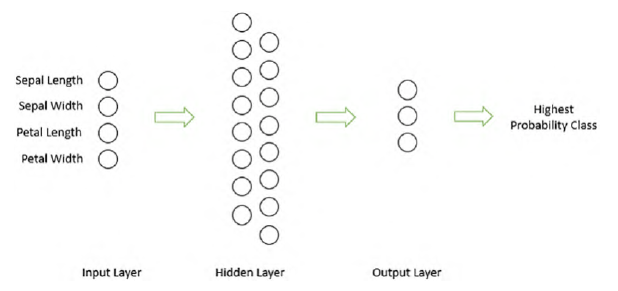 Sepal Length
Sepal Width
Petal Length
Petal Width
Highest
Probability Class
Input Layer
Hidden Layer
Output Layer